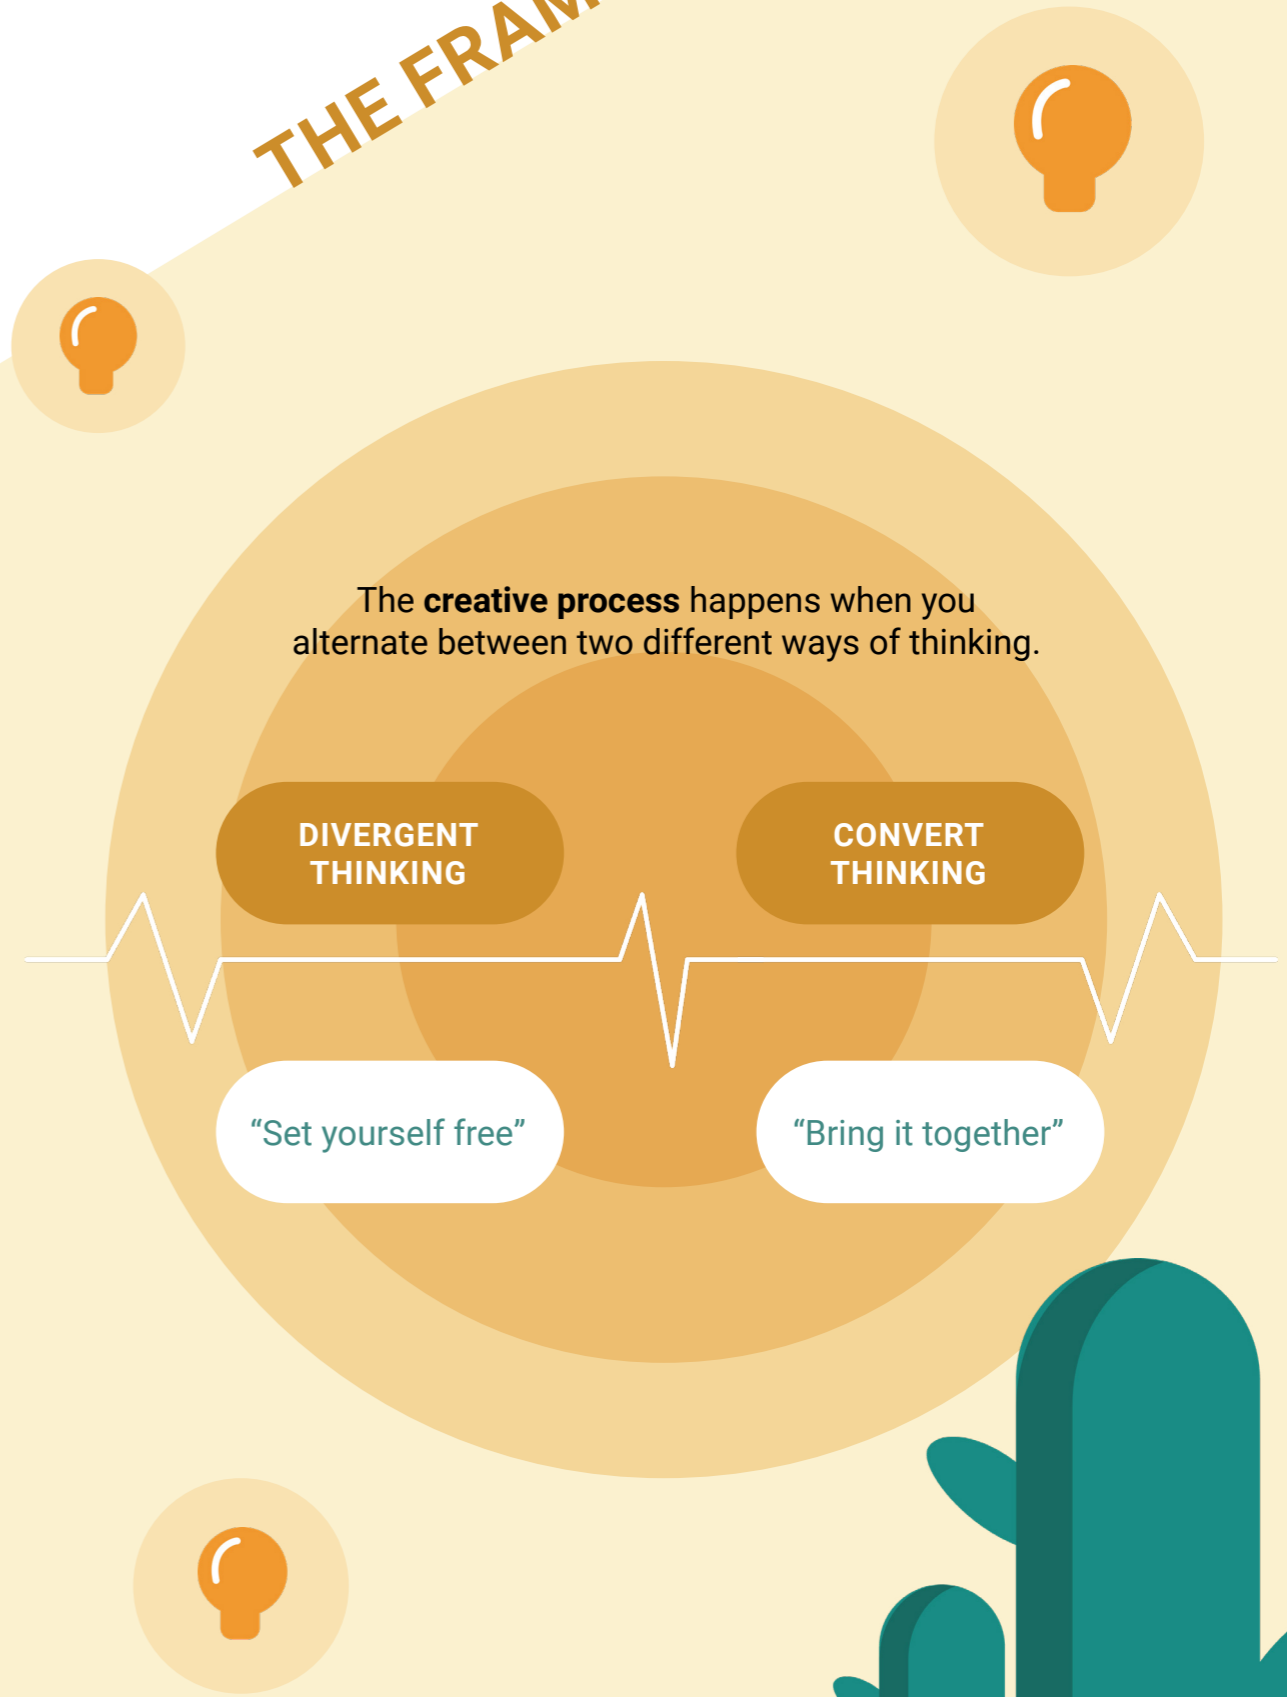 THE FRAM
The creative process happens when you
alternate between two different ways of thinking.
DIVERGENT
THINKING
CONVERT
THINKING
“Set yourself free”
“Bring it together”